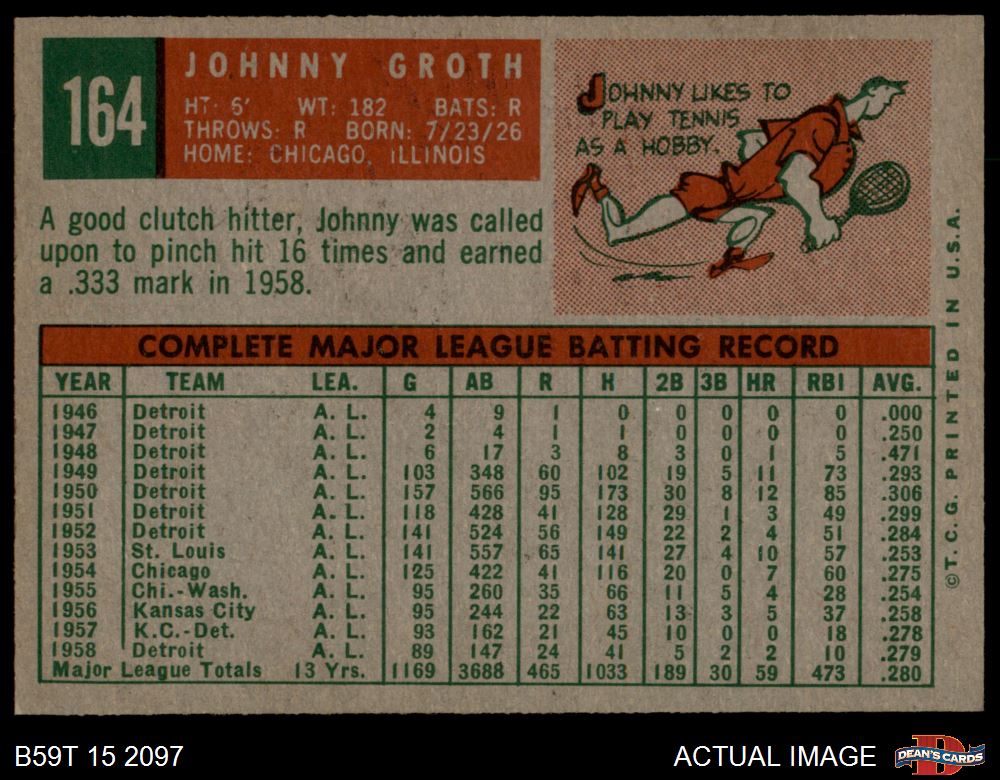 164
JOHNNY GROTH
HT: 6' WT: 182 BATS: R
THROWS: R BORN: 7/23/26
HOME: CHICAGO, ILLINOIS
JOHNNY LIKES TO
PLAY TENNIS
AS A HOBBY.
A good clutch hitter, Johnny was called
upon to pinch hit 16 times and earned
a .333 mark in 1958.
COMPLETE MAJOR LEAGUE BATTING RECORD
YEAR TEAM LEA. G AB R H 2B 3B HR RBI AVG.
1946 Detroit A. L. 4 9 1 0 0 0 0 0 .000
1947 Detroit A. L. 2 4 1 1 0 0 0 0 .250
1948 Detroit A. L. 6 17 3 8 3 0 1 5 .471
1949 Detroit A. L. 103 348 60 102 19 5 11 73 .293
1950 Detroit A. L. 157 566 95 173 30 8 12 85 .306
1951 Detroit A. L. 118 428 41 128 29 1 3 49 .299
1952 Detroit A. L. 141 524 56 149 22 2 4 51 .284
1953 St. Louis A. L. 141 557 65 141 27 4 10 57 .253
1954 Chicago A. L. 125 422 41 116 20 0 7 60 .275
1955 Chi.-Wash. A. L. 95 260 35 66 11 5 4 28 .254
1956 Kansas City A. L. 95 244 22 63 13 3 5 37 .258
1957 K.C.-Det. A. L. 93 162 21 45 10 0 0 18 .278
1958 Detroit A. L. 89 147 24 41 5 2 2 10 .279
Major League Totals 13 Yrs. 1169 3688 465 1033 189 30 59 473 .280
©T. C. G. PRINTED IN U.S.A.
B59T 15 2097
ACTUAL IMAGE
D
DEAN'S CARDS